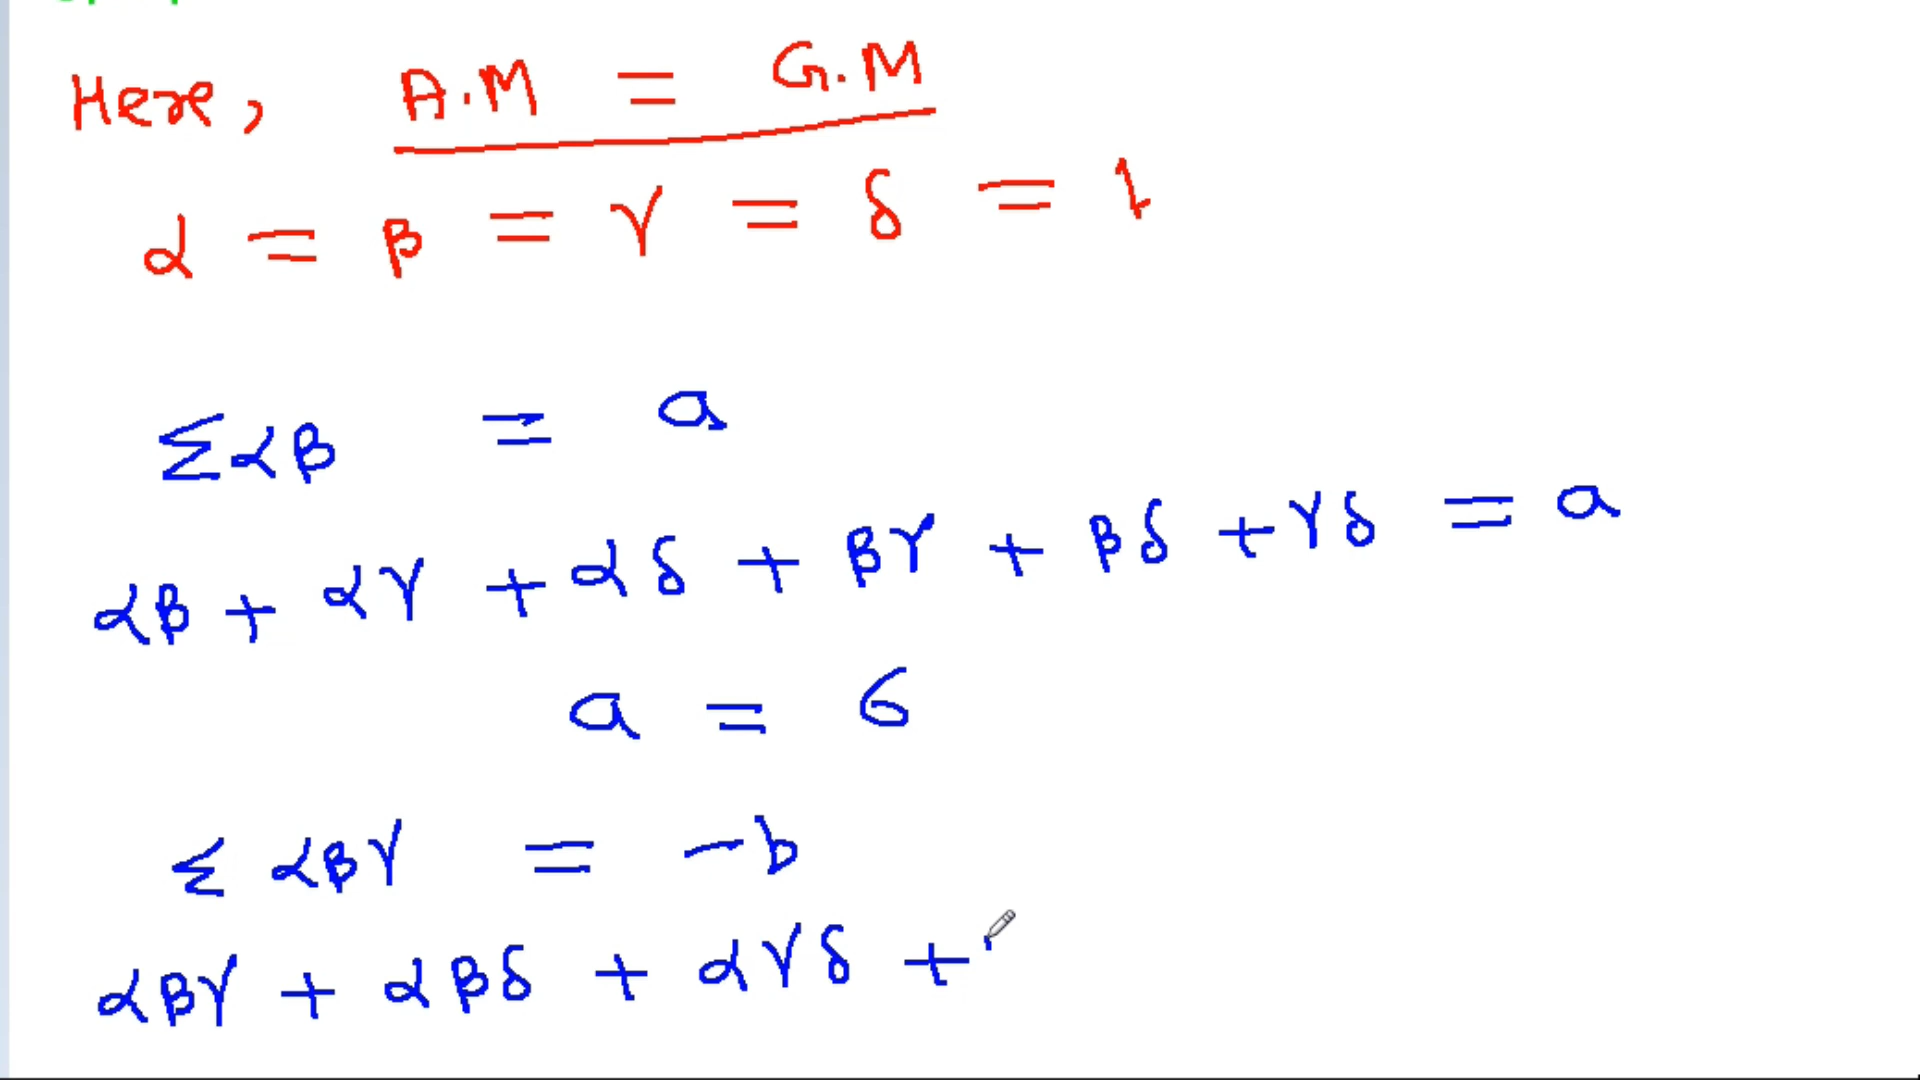 Here, A.M = G.M
α = β = γ = δ = 1
Σαβ = a
αβ + αγ + αδ + βγ + βδ + γδ = a
a = 6
Σ αβγ = -b
αβγ + αβδ + αγδ +